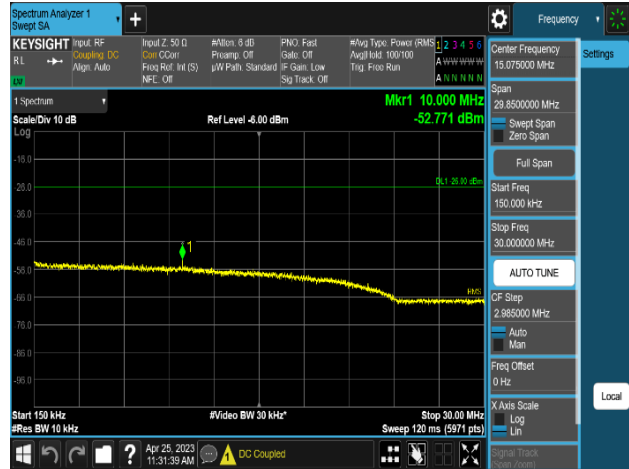 Spectrum Analyzer 1
Swept SA
Frequency
KEYSIGHT
RL
Input: RF
Coupling: DC
Align: Auto
Input Z: 50 Ω
Corr CCorr
Freq Ref: Int (S)
NFE: Off
#Atten: 6 dB
Preamp: Off
µW Path: Standard
PNO: Fast
Gate: Off
IF Gain: Low
Sig Track: Off
#Avg Type: Power (RMS
Avg|Hold: 100/100
Trig: Free Run
1 2 3 4 5 6
A W W W W W
A N N N N N
LVI
1 Spectrum
Scale/Div 10 dB
Ref Level -6.00 dBm
Mkr1 10.000 MHz
-52.771 dBm
Log
-16.0
-26.0
-36.0
-46.0
-56.0
-66.0
-76.0
-86.0
-96.0
DL1 -26.00 dBm
1
RMS
Start 150 kHz
#Res BW 10 kHz
#Video BW 30 kHz*
Stop 30.00 MHz
Sweep 120 ms (5971 pts)
Center Frequency
15.075000 MHz
Settings
Span
29.8500000 MHz
Swept Span
Zero Span
Full Span
Start Freq
150.000 kHz
Stop Freq
30.000000 MHz
AUTO TUNE
CF Step
2.985000 MHz
Auto
Man
Freq Offset
0 Hz
X Axis Scale
Log
Lin
Signal Track
(Span Zoom)
Local
?
Apr 25, 2023
11:31:39 AM
DC Coupled